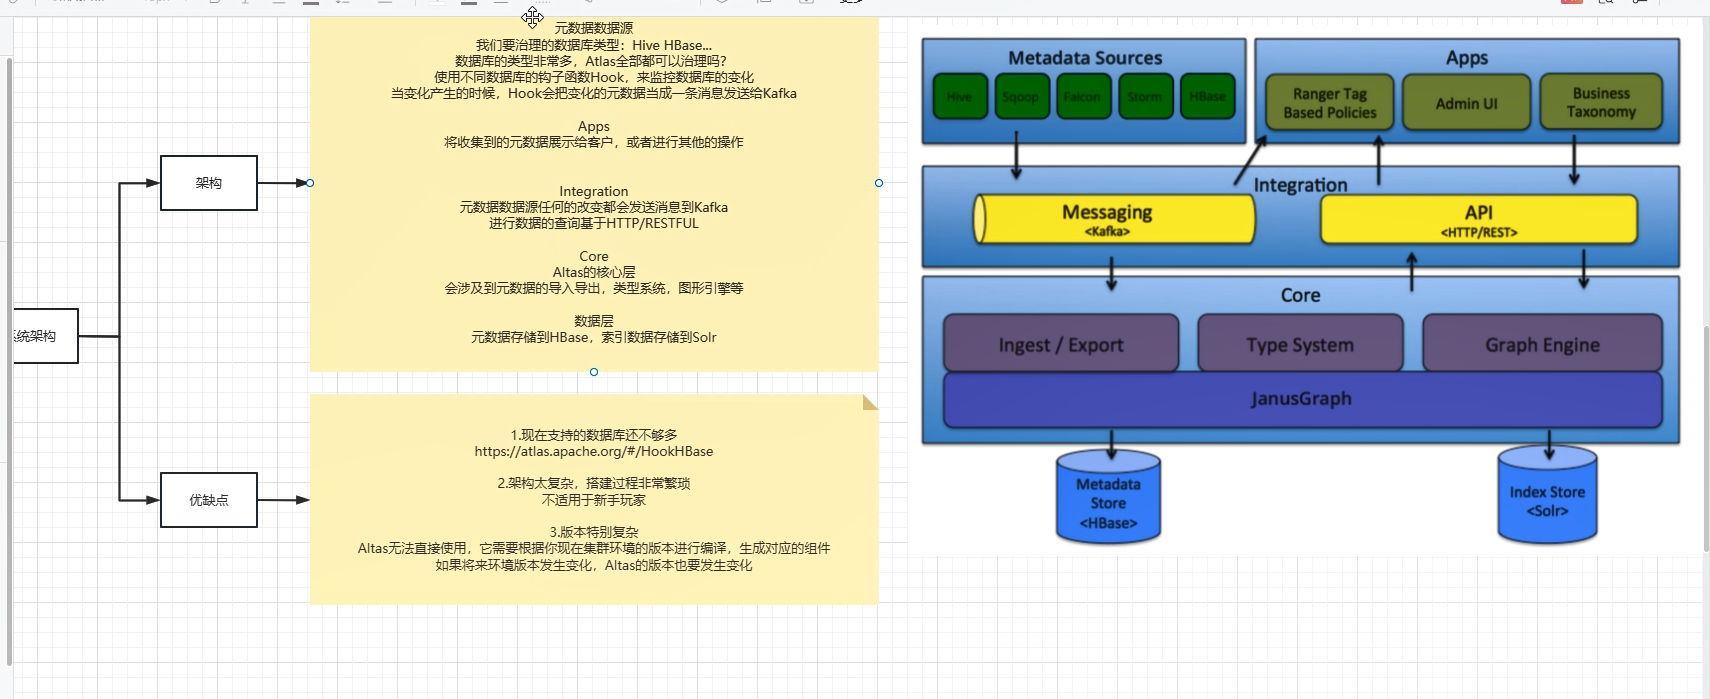 元数据数据源
我们要治理的数据库类型：Hive HBase...
数据库的类型非常多，Atlas全部都可以治理吗？
使用不同数据库的钩子函数Hook，来监控数据库的变化
当变化产生的时候，Hook会把变化的元数据当成一条消息发送给Kafka
Apps
将收集到的元数据展示给客户，或者进行其他的操作
Integration
元数据数据源任何的改变都会发送消息到Kafka
进行数据的查询基于HTTP/RESTFUL
Core
Altas的核心层
会涉及到元数据的导入导出，类型系统，图形引擎等
数据层
元数据存储到HBase，索引数据存储到Solr
架构
统架构
优缺点
1.现在支持的数据库还不够多
https://atlas.apache.org/#/HookHBase
2.架构太复杂，搭建过程非常繁琐
不适用于新手玩家
3.版本特别复杂
Altas无法直接使用，它需要根据你现在集群环境的版本进行编译，生成对应的组件
如果将来环境版本发生变化，Altas的版本也要发生变化
Metadata Sources
Hive
Sqoop
Falcon
Storm
HBase
Apps
Ranger Tag
Based Policies
Admin UI
Business
Taxonomy
Integration
Messaging
<Kafka>
API
<HTTP/REST>
Core
Ingest / Export
Type System
Graph Engine
JanusGraph
Metadata
Store
<HBase>
Index Store
<Solr>